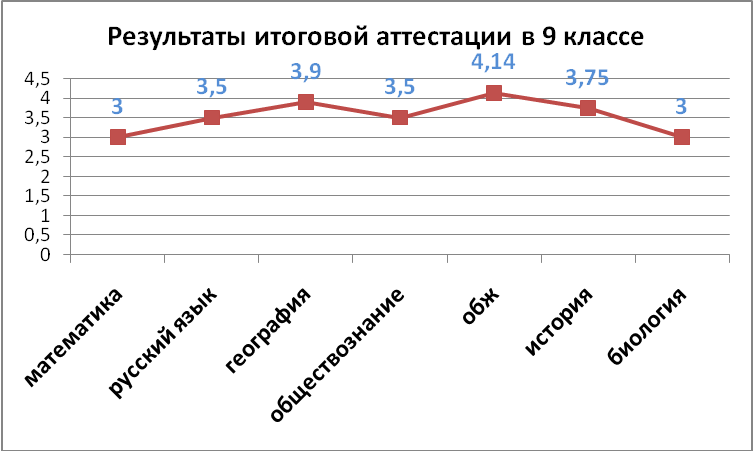 Результаты итоговой аттестации в 9 классе
4,5
4
3,5
3
2,5
2
1,5
1
0,5
0
3
3,5
3,9
3,5
4,14
3,75
3
математика
русский язык
география
обществознание
обж
история
биология